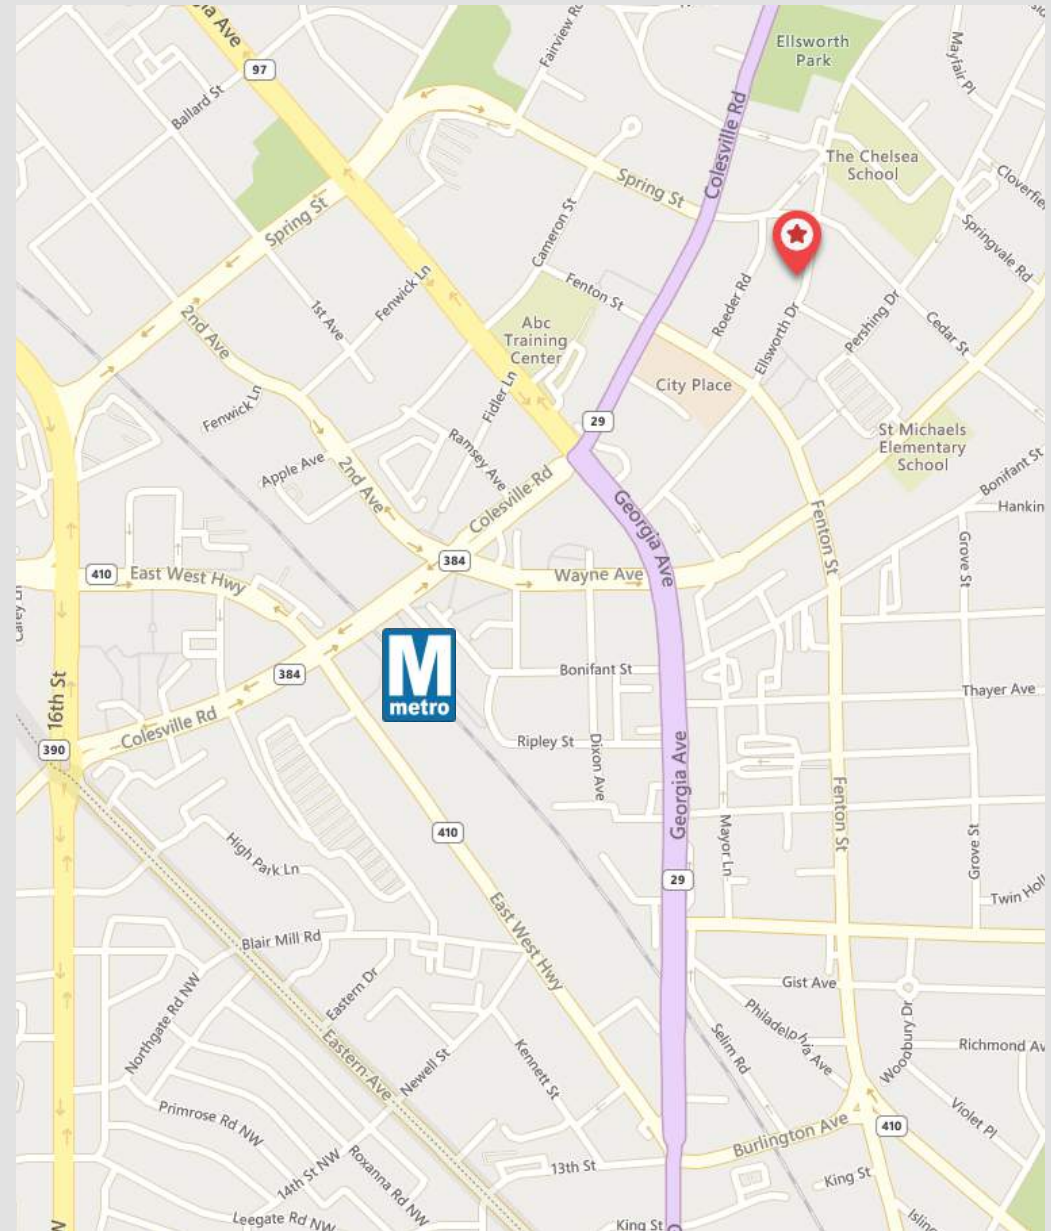 Ave
97
Ballard St
Fairview Rd
Colesville Rd
Ellsworth
Park
Mayfair Pl
The Chelsea
School
Spring St
Spring St
Cameron St
Springvale Rd
Fenton St
Roeder Rd
Ellsworth Dr
Pershing Dr
Cedar St
Fenwick Ln
1st Ave
2nd Ave
Abc
Training
Center
City Place
Fidler Ln
Fenwick Ln
29
Ramsey Ave
St Michaels
Elementary
School
Apple Ave
2nd Ave
Colesville Rd
Georgia Ave
Bonifant St
Fenton St
Grove St
384
410
East West Hwy
Wayne Ave
M
metro
384
Bonifant St
16th St
Thayer Ave
Colesville Rd
390
Ripley St
Dixon Ave
Georgia Ave
Fenton St
Mayor Ln
Grove St
410
High Park Ln
29
East West Hwy
Blair Mill Rd
Eastern Dr
Northgate Rd NW
Gist Ave
Philadelphia Ave
Woodbury Dr
Selim Rd
Richmond Av
Eastern Ave
Newell St
Kennett St
Violet Pl
410
Primrose Rd NW
Burlington Ave
14th St NW
Roxanna Rd NW
13th St
King St
Leegate Rd NW
King St